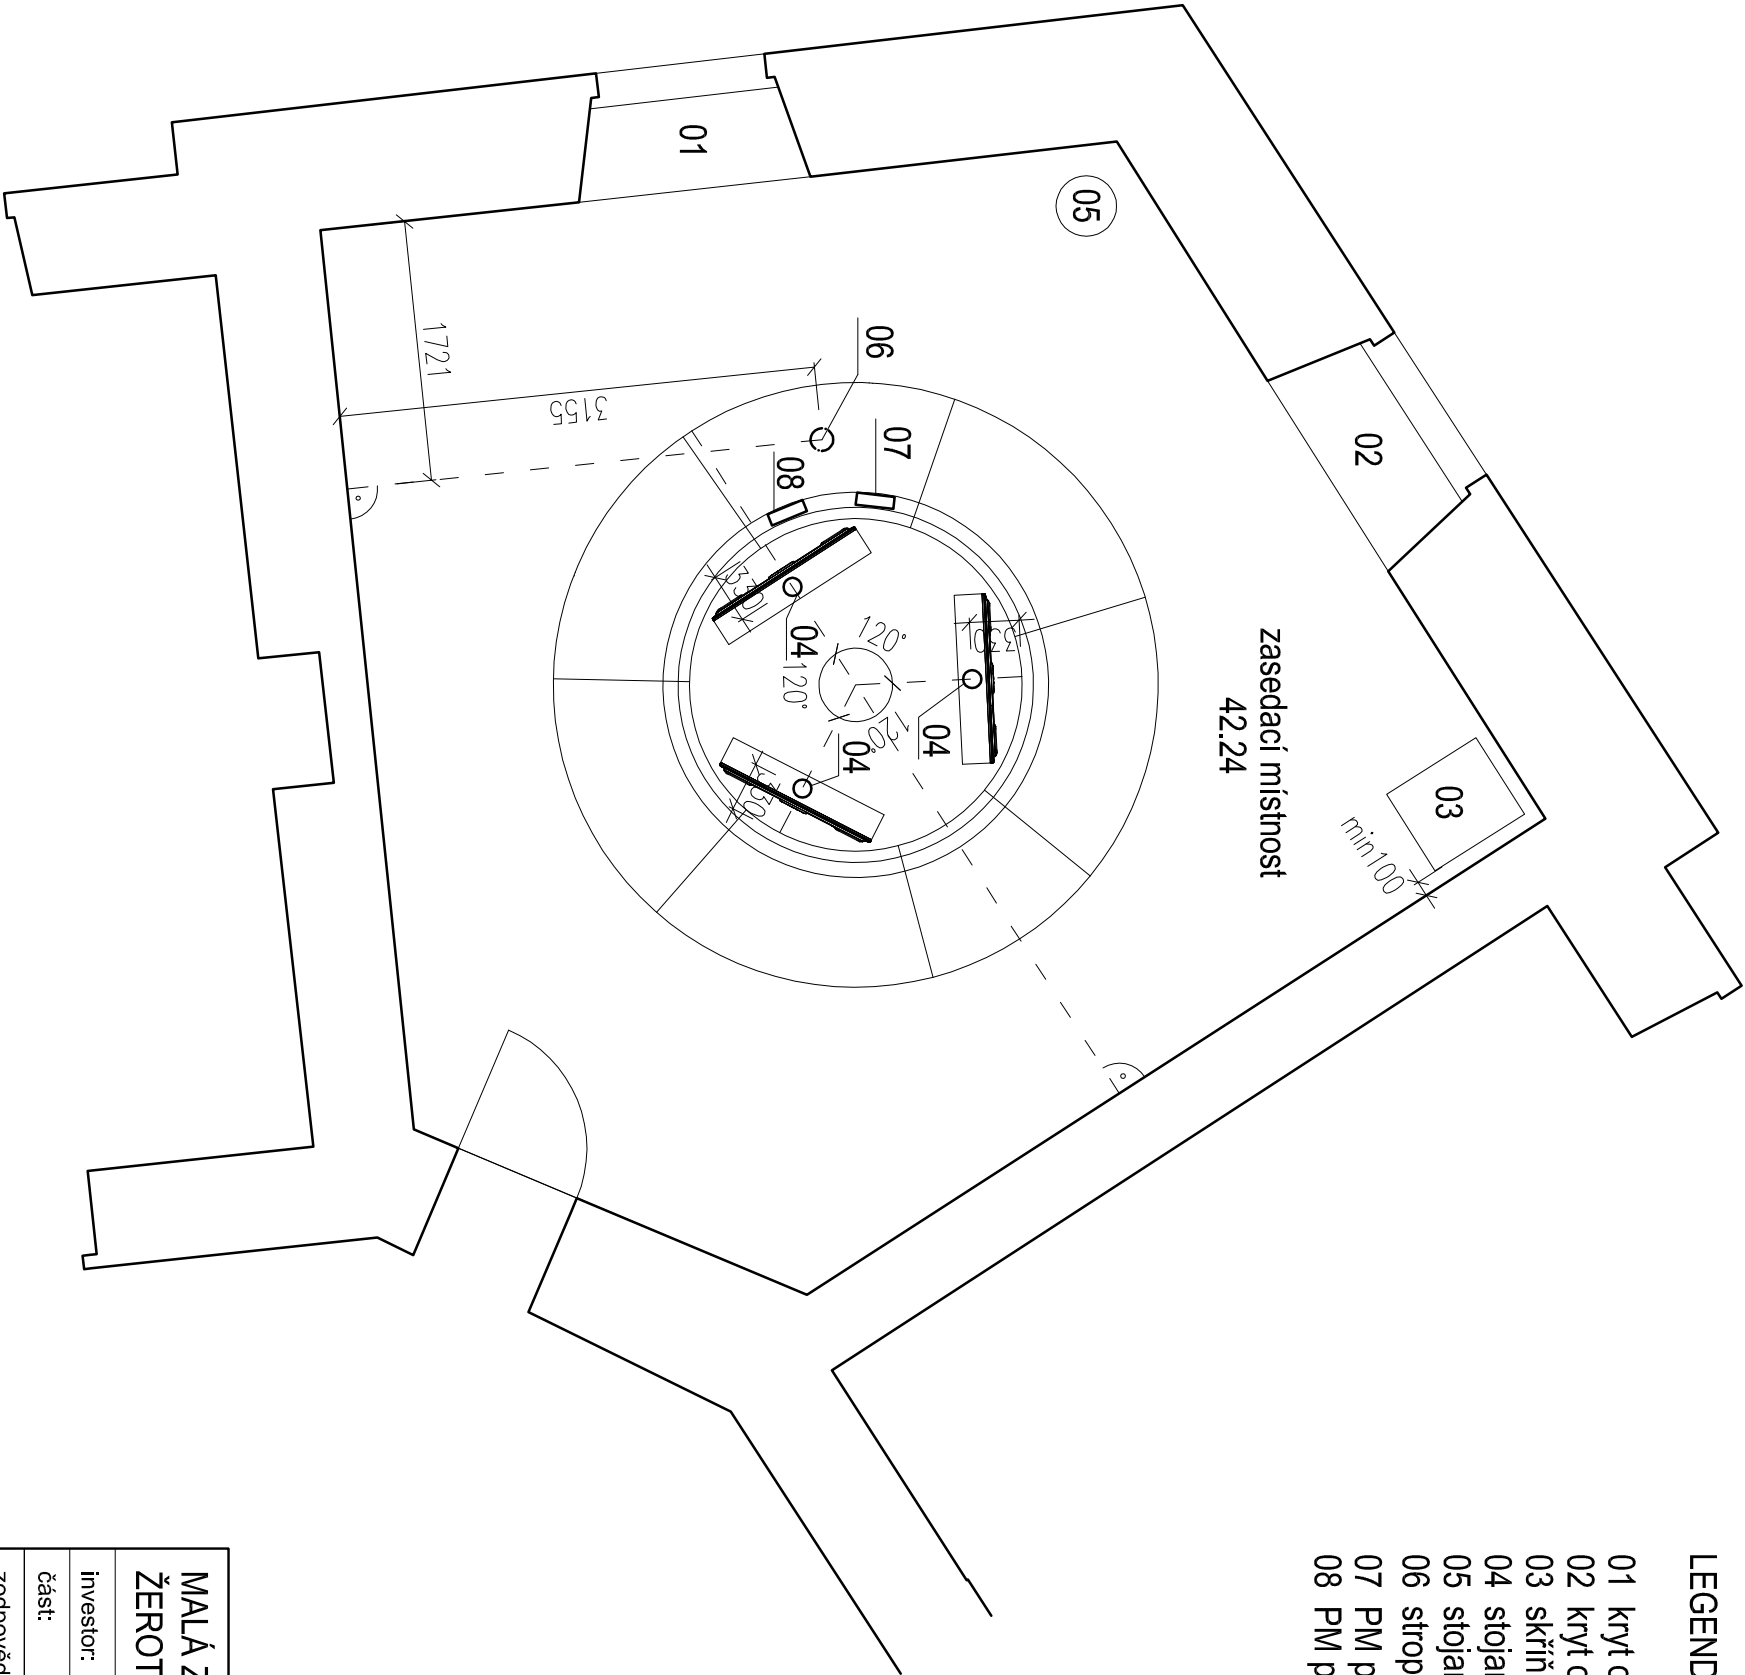 zasedací místnost
42.24
01
02
03
min100
05
06
07
08
1721
3155
04
04
04
330
330
330
120°
120°
120°
LEGEND
01 kryt
02 kryt
03 skříň
04 stojan
05 stojan
06 strop
07 PM
08 PM
MALÁ
ŽEROT
investor:
část: